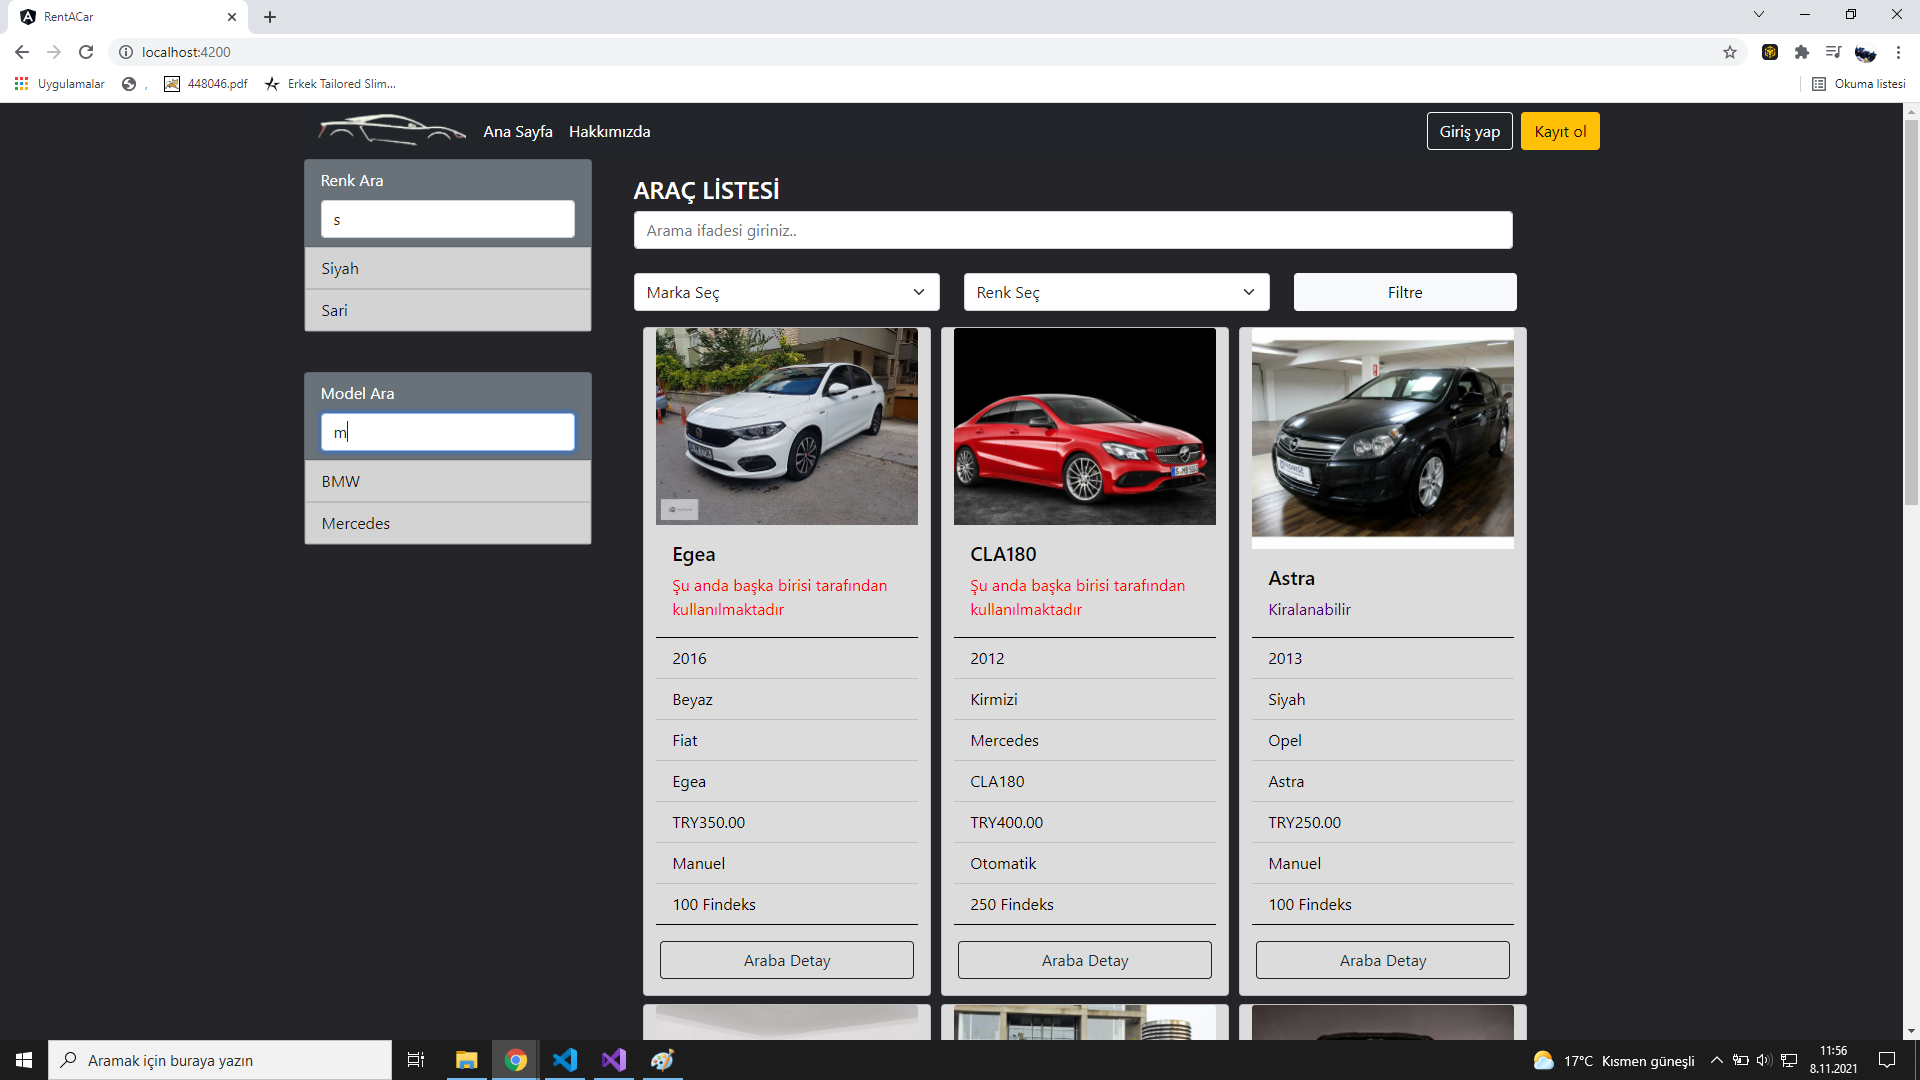 RentACar
localhost:4200
Uygulamalar
,
448046.pdf
Erkek Tailored Slim...
Okuma listesi
Ana Sayfa
Hakkımızda
Giriş yap
Kayıt ol
Renk Ara
s
Siyah
Sari
Model Ara
m
BMW
Mercedes
ARAÇ LİSTESİ
Arama ifadesi giriniz..
Marka Seç
Renk Seç
Filtre
Egea
Şu anda başka birisi tarafından
kullanılmaktadır
2016
Beyaz
Fiat
Egea
TRY350.00
Manuel
100 Findeks
Araba Detay
CLA180
Şu anda başka birisi tarafından
kullanılmaktadır
2012
Kirmizi
Mercedes
CLA180
TRY400.00
Otomatik
250 Findeks
Araba Detay
Astra
Kiralanabilir
2013
Siyah
Opel
Astra
TRY250.00
Manuel
100 Findeks
Araba Detay
Aramak için buraya yazın
17°C Kısmen güneşli
11:56
8.11.2021